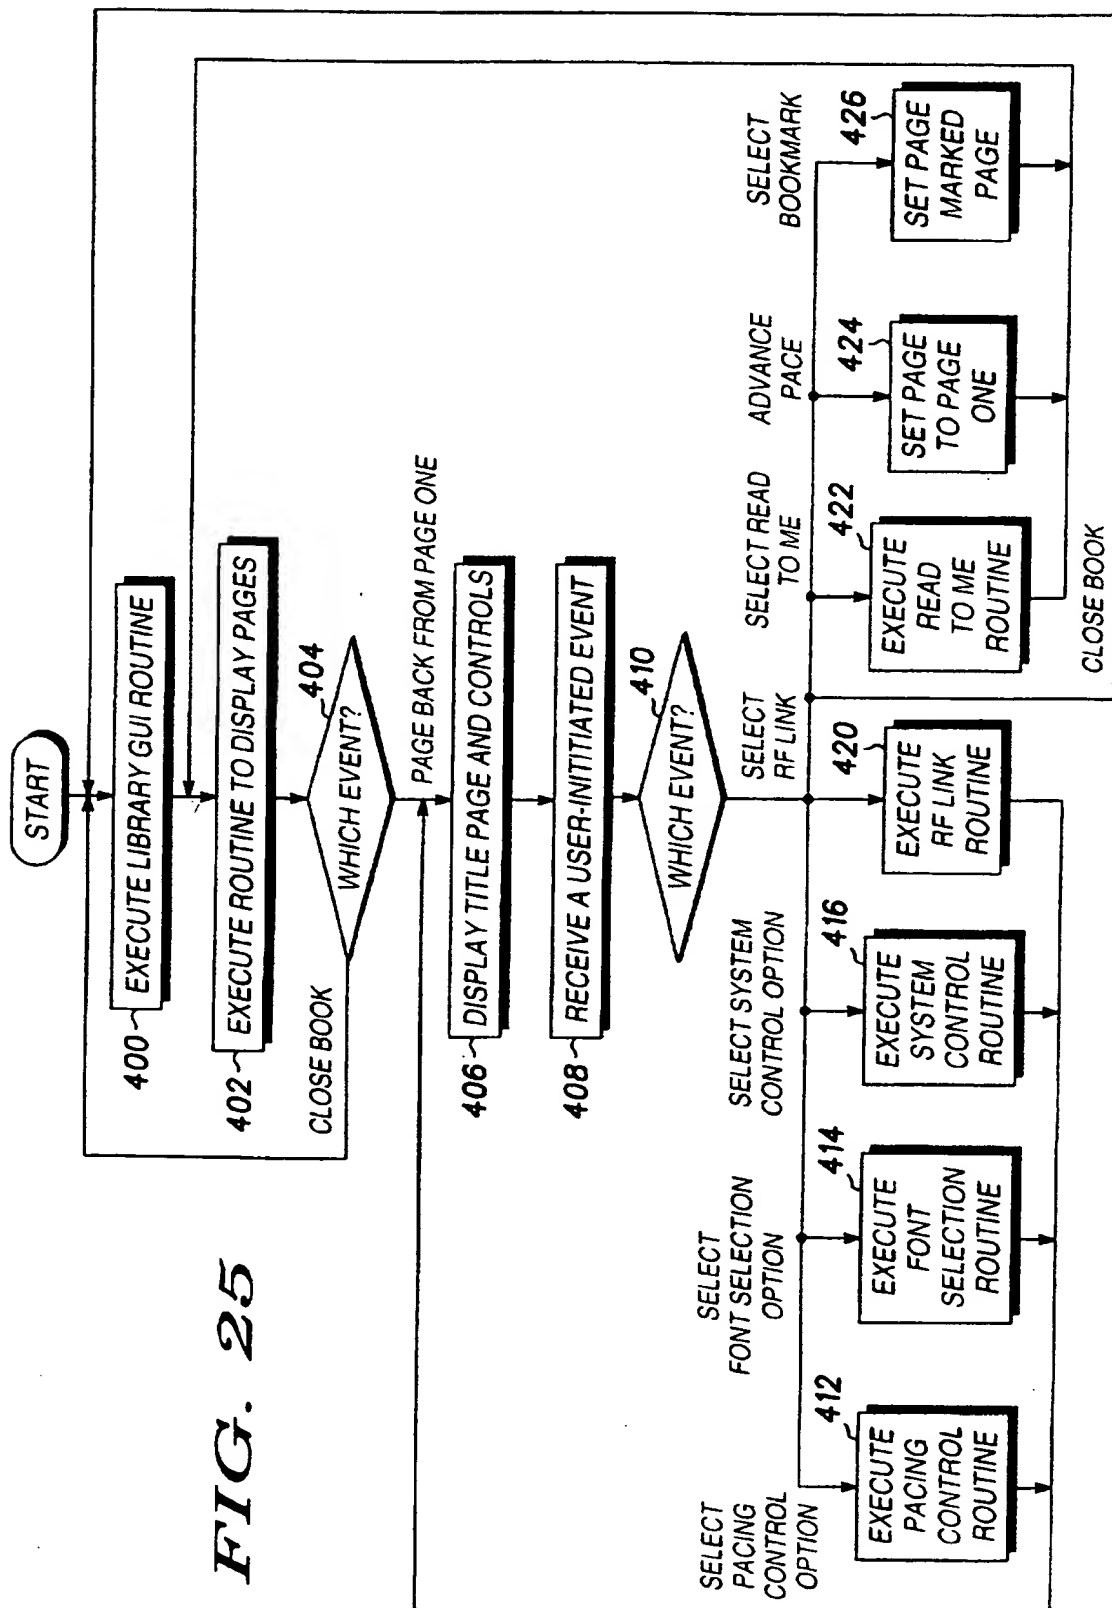 FIG. 25
START
400
EXECUTE LIBRARY GUI ROUTINE
402
EXECUTE ROUTINE TO DISPLAY PAGES
404
WHICH EVENT?
CLOSE BOOK
PAGE BACK FROM PAGE ONE
406
DISPLAY TITLE PAGE AND CONTROLS
408
RECEIVE A USER-INITIATED EVENT
410
WHICH EVENT?
SELECT
PACING
CONTROL
OPTION
SELECT
FONT SELECTION
OPTION
SELECT SYSTEM
CONTROL OPTION
SELECT
RF LINK
SELECT READ
TO ME
ADVANCE
PACE
SELECT
BOOKMARK
412
EXECUTE
PACING
CONTROL
ROUTINE
414
EXECUTE
FONT
SELECTION
ROUTINE
416
EXECUTE
SYSTEM
CONTROL
ROUTINE
420
EXECUTE
RF LINK
ROUTINE
422
EXECUTE
READ
TO ME
ROUTINE
424
SET PAGE
TO PAGE
ONE
426
SET PAGE
MARKED
PAGE
CLOSE BOOK